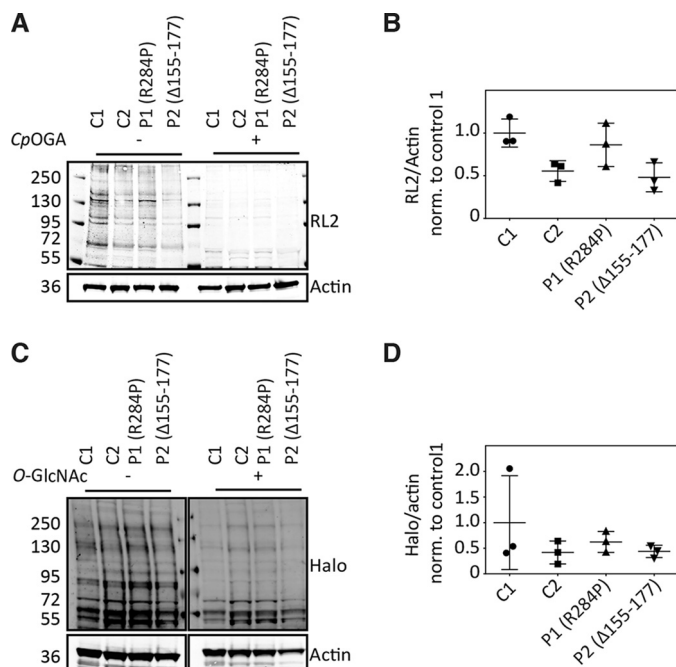 A
C1
C2
P1 (R284P)
P2 (Δ155-177)
C1
C2
P1 (R284P)
P2 (Δ155-177)
CpOGA
-
+
250
130
95
72
55
RL2
36
Actin
B
RL2/Actin
norm. to control 1
1.0
0.5
0
C1
C2
P1 (R284P)
P2 (Δ155-177)
C
C1
C2
P1 (R284P)
P2 (Δ155-177)
C1
C2
P1 (R284P)
P2 (Δ155-177)
O-GlcNAc
-
+
250
130
95
72
55
Halo
36
Actin
D
Halo/actin
norm. to control1
2.0
1.5
1.0
0.5
0
C1
C2
P1 (R284P)
P2 (Δ155-177)